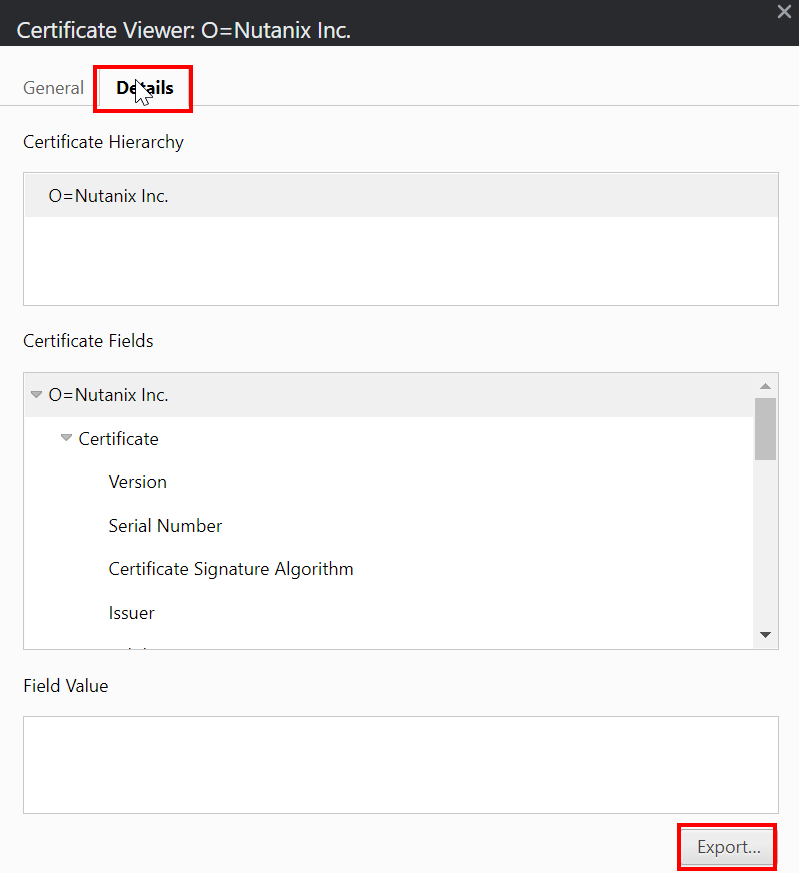 Certificate Viewer: O=Nutanix Inc.
General Details
Certificate Hierarchy
O=Nutanix Inc.
Certificate Fields
O=Nutanix Inc.
Certificate
Version
Serial Number
Certificate Signature Algorithm
Issuer
Field Value
Export...